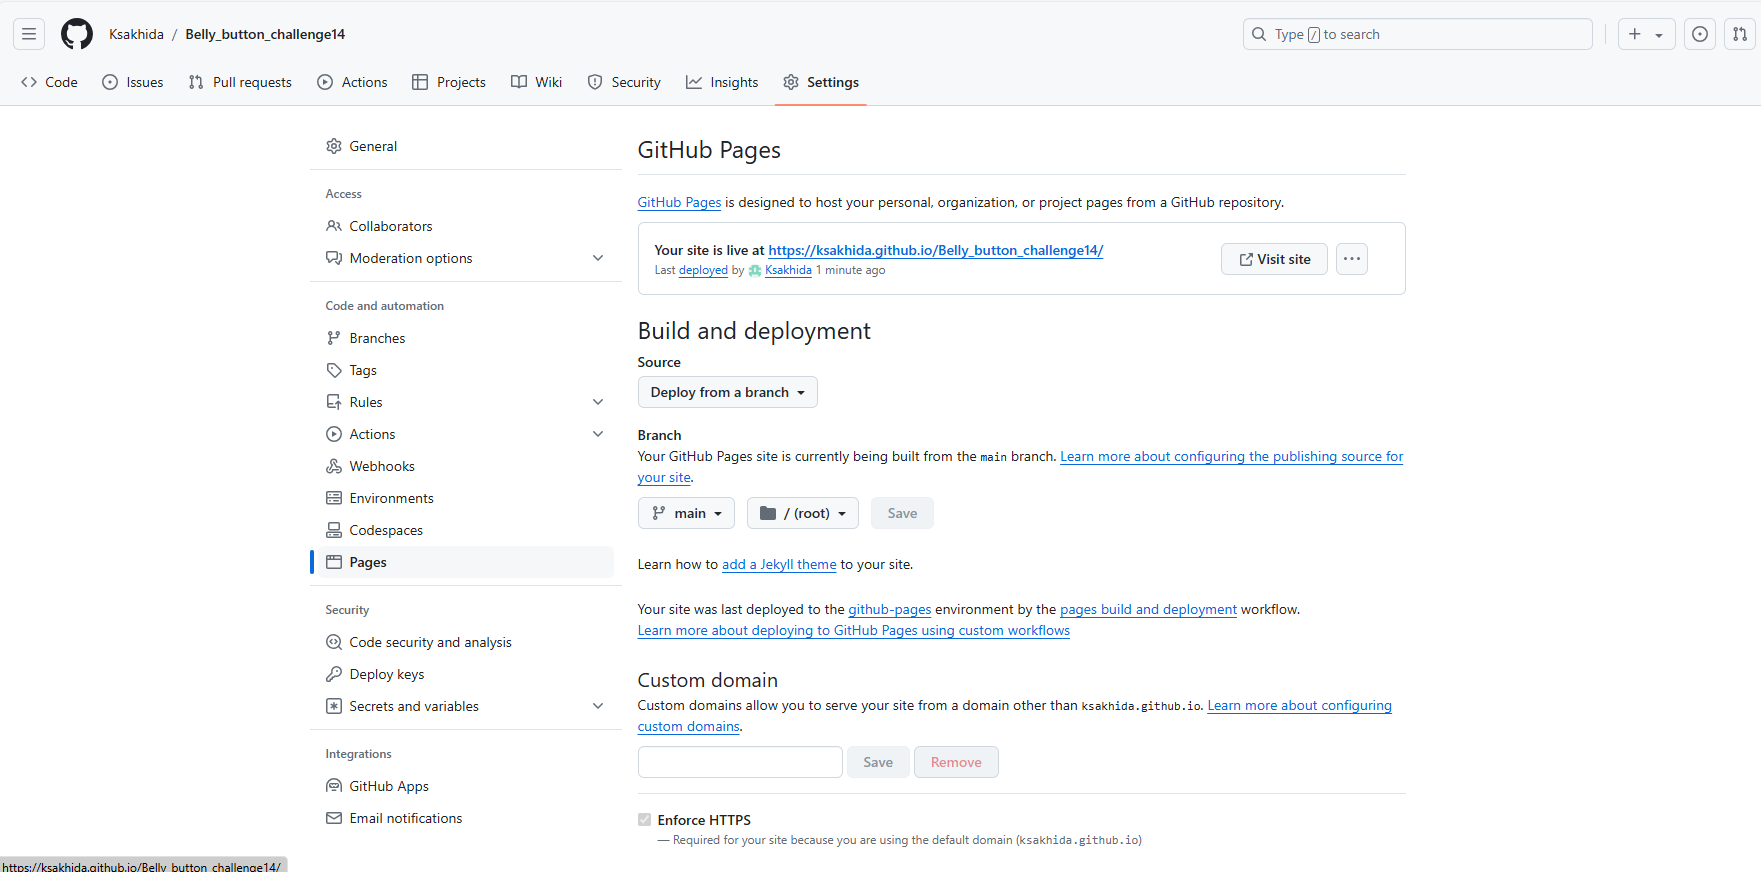 Ksakhida / Belly_button_challenge14
Type / to search
Code
Issues
Pull requests
Actions
Projects
Wiki
Security
Insights
Settings
General
Access
Collaborators
Moderation options
Code and automation
Branches
Tags
Rules
Actions
Webhooks
Environments
Codespaces
Pages
Security
Code security and analysis
Deploy keys
Secrets and variables
Integrations
GitHub Apps
Email notifications
GitHub Pages
GitHub Pages is designed to host your personal, organization, or project pages from a GitHub repository.
Your site is live at https://ksakhida.github.io/Belly_button_challenge14/
Last deployed by Ksakhida 1 minute ago
Visit site
Build and deployment
Source
Deploy from a branch
Branch
Your GitHub Pages site is currently being built from the main branch. Learn more about configuring the publishing source for
your site.
main
/ (root)
Save
Learn how to add a Jekyll theme to your site.
Your site was last deployed to the github-pages environment by the pages build and deployment workflow.
Learn more about deploying to GitHub Pages using custom workflows
Custom domain
Custom domains allow you to serve your site from a domain other than ksakhida.github.io. Learn more about configuring
custom domains.
Save
Remove
Enforce HTTPS
— Required for your site because you are using the default domain (ksakhida.github.io)
https://ksakhida.github.io/Belly_button_challenge14/